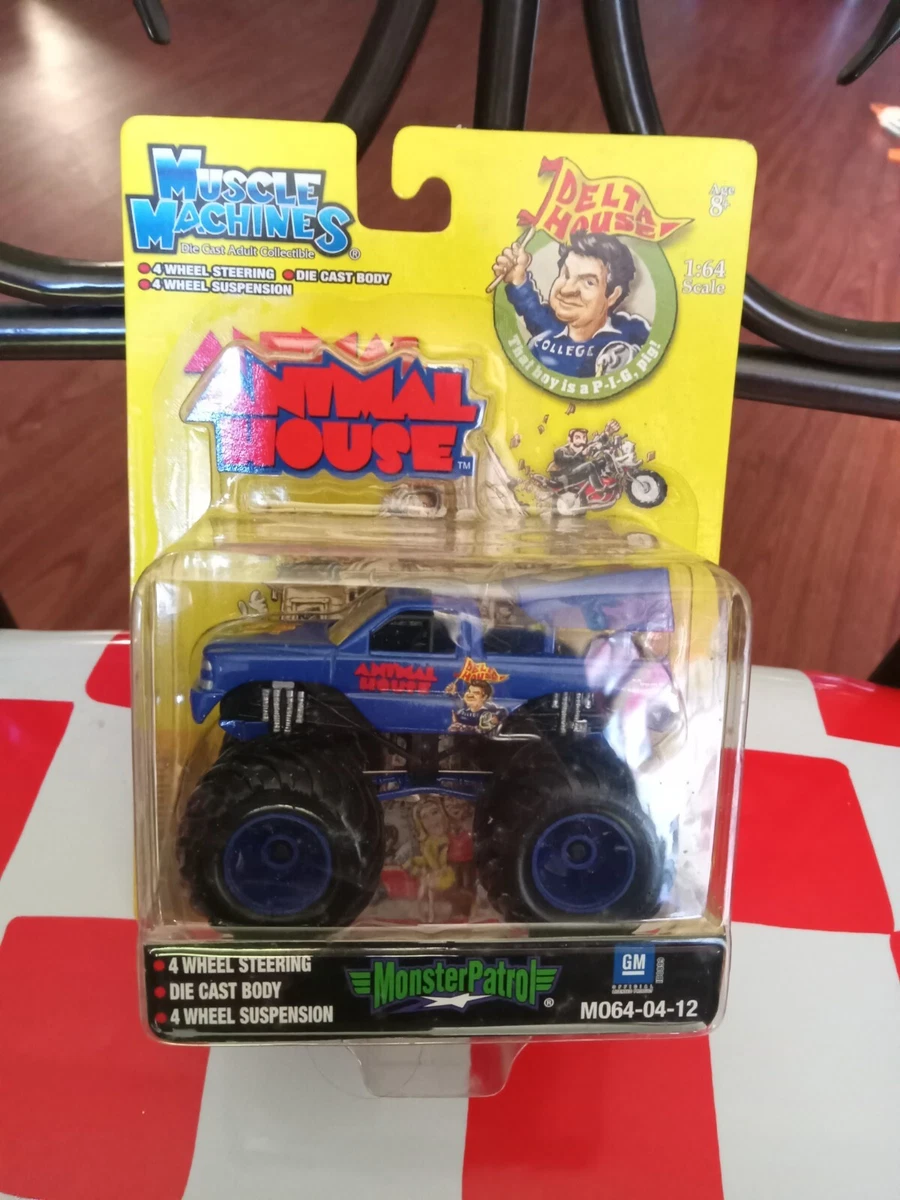 MUSCLE
MACHINES
Die Cast Adult Collectible ®
4 WHEEL STEERING DIE CAST BODY
4 WHEEL SUSPENSION
DELTA
HOUSE!
Age
8+
1:64
Scale
COLLEGE
That boy is a P-I-G, pig!
ANIMAL
HOUSE TM
ANIMAL
HOUSE
DELTA
HOUSE!
4 WHEEL STEERING
DIE CAST BODY
4 WHEEL SUSPENSION
MonsterPatrol ®
GM
OFFICIAL
MO64-04-12